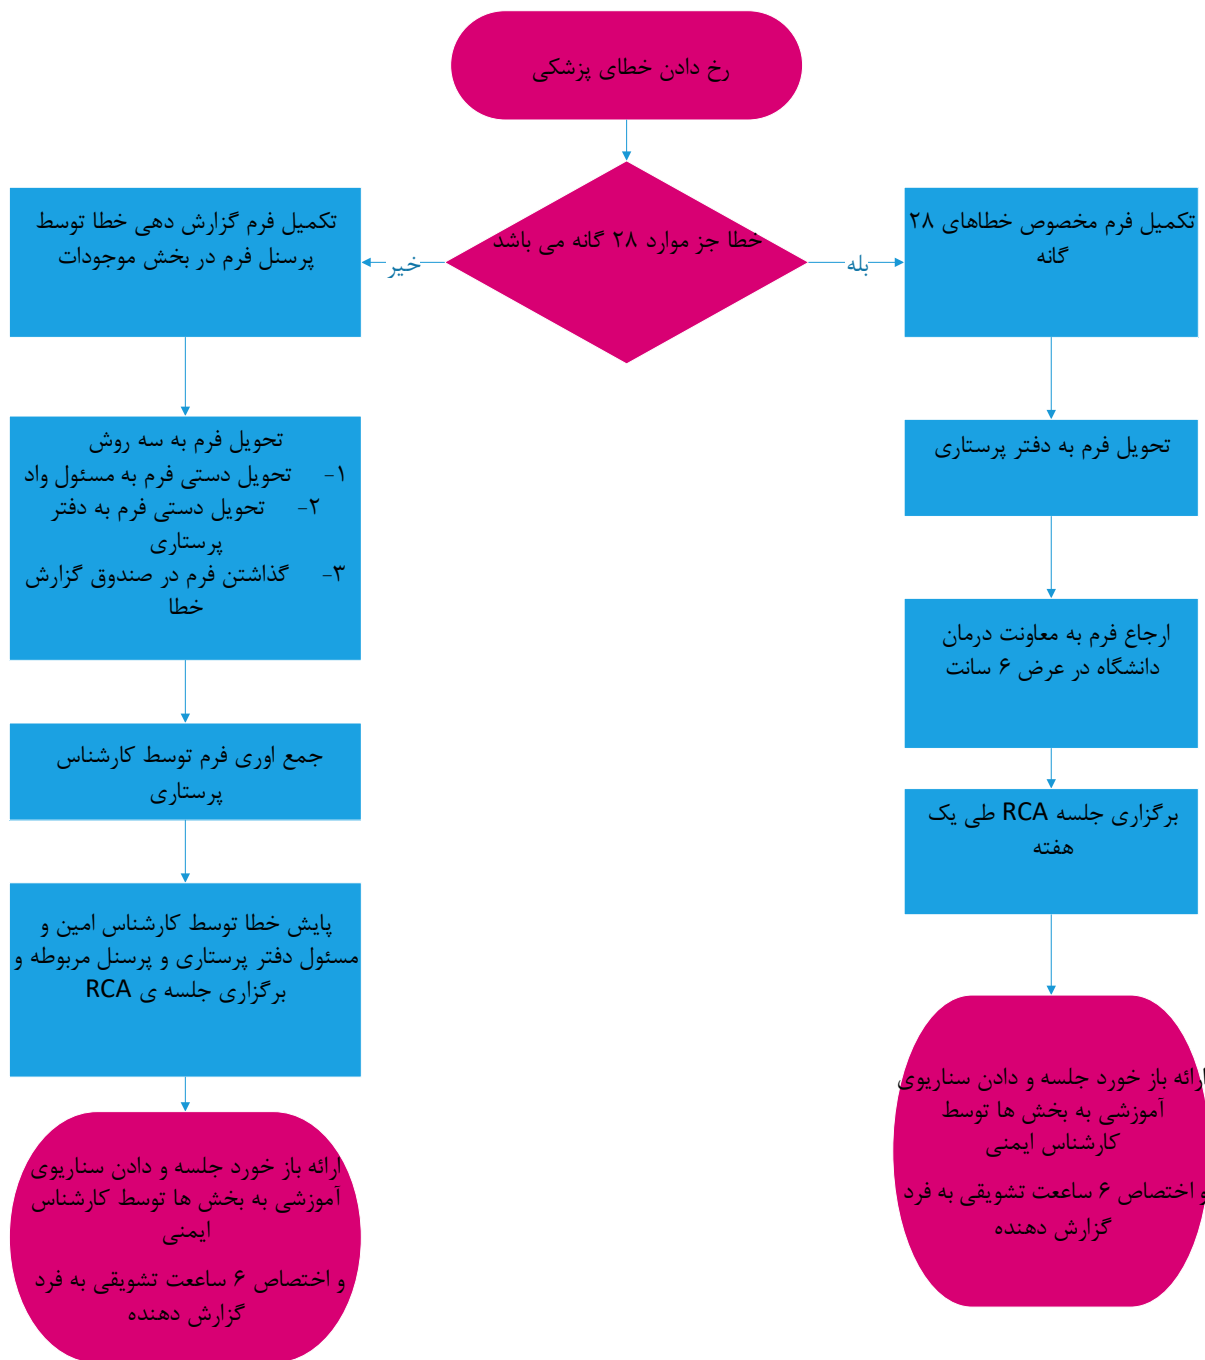 رخ دادن خطای پزشکی
خطا جز موارد ۲۸ گانه می باشد
بله
خیر
تکمیل فرم مخصوص خطاهای ۲۸
گانه
تحویل فرم به دفتر پرستاری
ارجاع فرم به معاونت درمان
دانشگاه در عرض ۶ سانت
برگزاری جلسه RCA طی یک
هفته
ارائه باز خورد جلسه و دادن سناریوی
آموزشی به بخش ها توسط
کارشناس ایمنی
و اختصاص ۶ ساععت تشویقی به فرد
گزارش دهنده
تکمیل فرم گزارش دهی خطا توسط
پرسنل فرم در بخش موجودات
تحویل فرم به سه روش
۱- تحویل دستی فرم به مسئول واد
۲- تحویل دستی فرم به دفتر
پرستاری
۳- گذاشتن فرم در صندوق گزارش
خطا
جمع اوری فرم توسط کارشناس
پرستاری
پایش خطا توسط کارشناس امین و
مسئول دفتر پرستاری و پرسنل مربوطه و
برگزاری جلسه ی RCA
ارائه باز خورد جلسه و دادن سناریوی
آموزشی به بخش ها توسط کارشناس
ایمنی
و اختصاص ۶ ساععت تشویقی به فرد
گزارش دهنده